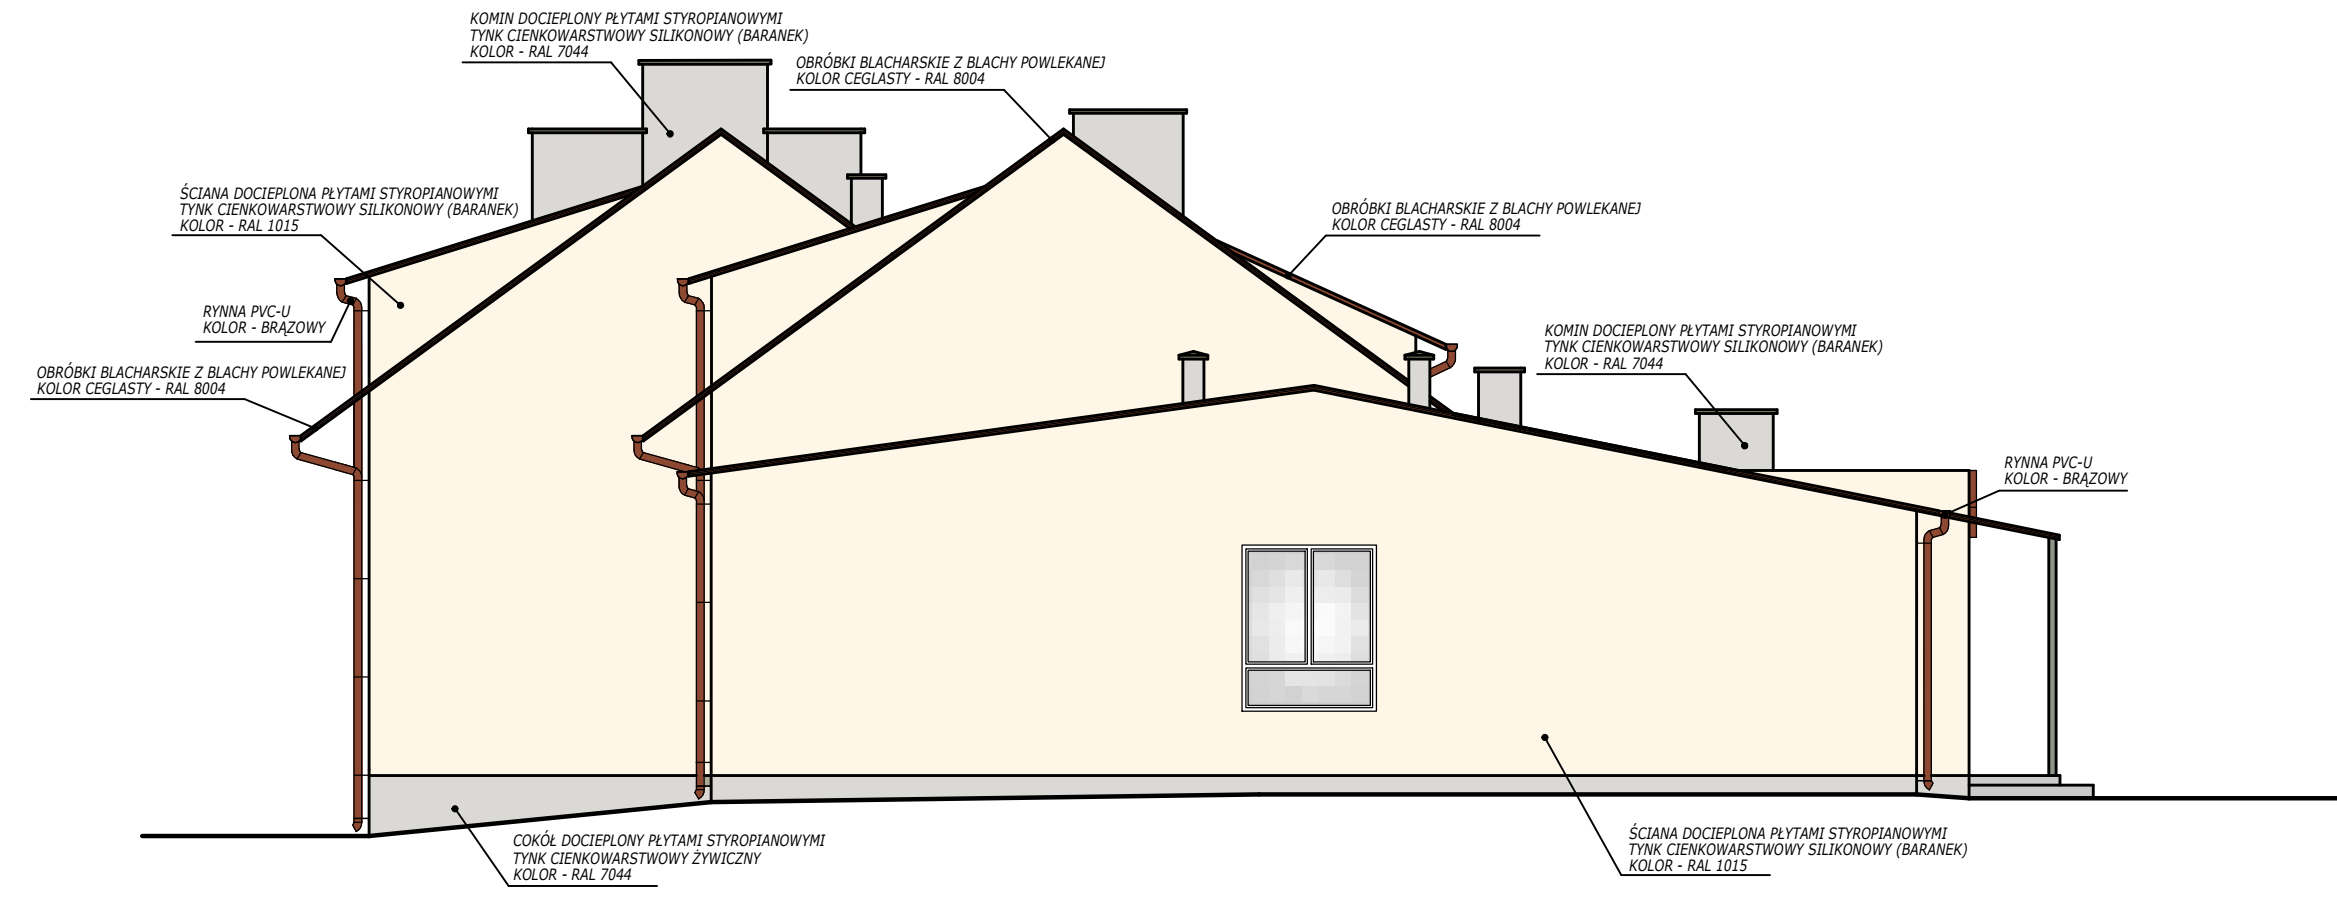 KOMIN DOCIEPLONY PŁYTAMI STYROPIANOWYMI
TYNK CIENKOWARSTWOWY SILIKONOWY (BARANEK)
KOLOR - RAL 7044
OBRÓBKI BLACHARSKIE Z BLACHY POWLEKANEJ
KOLOR CEGLASTY - RAL 8004
ŚCIANA DOCIEPLONA PŁYTAMI STYROPIANOWYMI
TYNK CIENKOWARSTWOWY SILIKONOWY (BARANEK)
KOLOR - RAL 1015
OBRÓBKI BLACHARSKIE Z BLACHY POWLEKANEJ
KOLOR CEGLASTY - RAL 8004
RYNNA PVC-U
KOLOR - BRĄZOWY
KOMIN DOCIEPLONY PŁYTAMI STYROPIANOWYMI
TYNK CIENKOWARSTWOWY SILIKONOWY (BARANEK)
KOLOR - RAL 7044
OBRÓBKI BLACHARSKIE Z BLACHY POWLEKANEJ
KOLOR CEGLASTY - RAL 8004
RYNNA PVC-U
KOLOR - BRĄZOWY
COKÓŁ DOCIEPLONY PŁYTAMI STYROPIANOWYMI
TYNK CIENKOWARSTWOWY ŻYWICZNY
KOLOR - RAL 7044
ŚCIANA DOCIEPLONA PŁYTAMI STYROPIANOWYMI
TYNK CIENKOWARSTWOWY SILIKONOWY (BARANEK)
KOLOR - RAL 1015